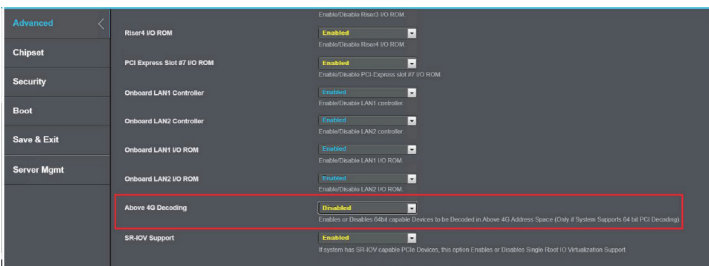 Enable/Disable Riser3 I/O ROM
Advanced
Riser4 I/O ROM
Enabled
Enable/Disable Riser4 I/O ROM
Chipset
PCI Express Slot #7 I/O ROM
Enabled
Enable/Disable PCI Express slot #7 I/O ROM.
Security
Onboard LAN1 Controller
Enabled
Enable/Disable LAN1 controller
Boot
Onboard LAN2 Controller
Enabled
Enable/Disable LAN2 controller
Save & Exit
Onboard LAN1 I/O ROM
Enabled
Enable/Disable LAN1 I/O ROM.
Server Mgmt
Onboard LAN2 I/O ROM
Enabled
Enable/Disable LAN2 I/O ROM
Above 4G Decoding
Disabled
Enables or Disables 64bit capable Devices to be Decoded in Above 4G Address Space (Only if System Supports 64 bit PCI Decoding)
SR-IOV Support
Enabled
If system has SR-IOV capable PCIe Devices, this option Enables or Disables Single Root IO Virtualization Support